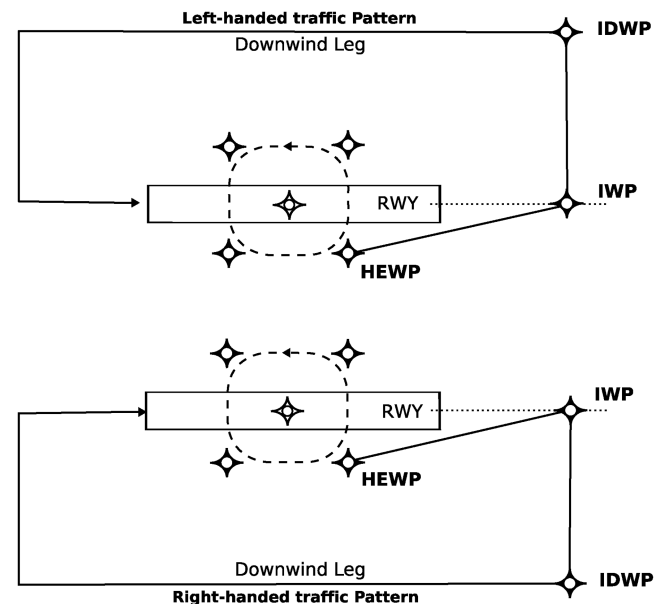 Left-handed traffic Pattern
IDWP
Downwind Leg
RWY
IWP
HEWP
IWP
RWY
HEWP
Downwind Leg
IDWP
Right-handed traffic Pattern